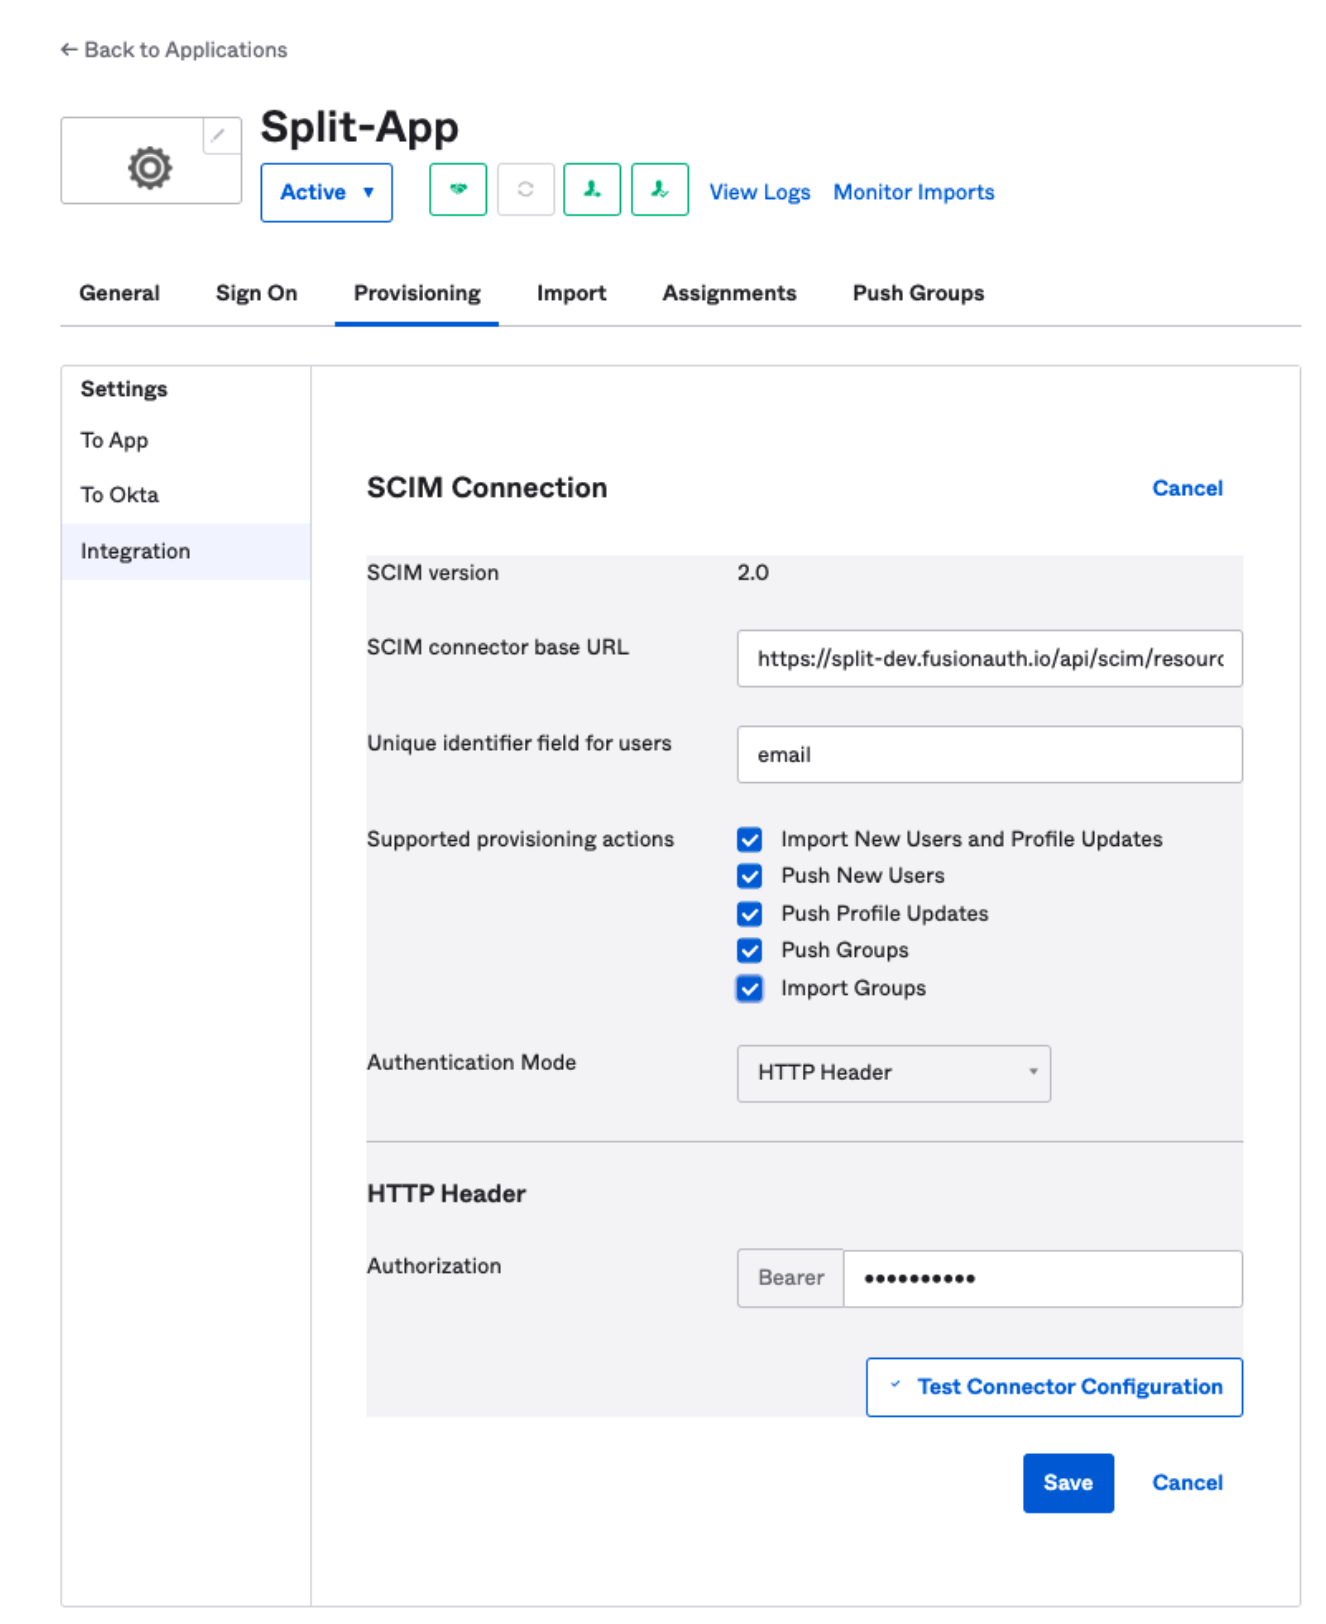 ← Back to Applications
Split-App
Active ▼ View Logs Monitor Imports
General Sign On Provisioning Import Assignments Push Groups
Settings
To App
To Okta
Integration
SCIM Connection Cancel
SCIM version 2.0
SCIM connector base URL https://split-dev.fusionauth.io/api/scim/resourc
Unique identifier field for users email
Supported provisioning actions Import New Users and Profile Updates
Push New Users
Push Profile Updates
Push Groups
Import Groups
Authentication Mode HTTP Header
HTTP Header
Authorization Bearer ••••••••••
Test Connector Configuration
Save Cancel